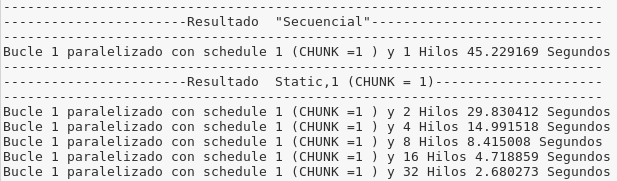 --------------------------------------------------------------------------
-----------------------Resultado  "Secuencial"----------------------------
--------------------------------------------------------------------------
Bucle 1 paralelizado con schedule 1 (CHUNK =1 ) y 1 Hilos 45.229169 Segundos
--------------------------------------------------------------------------
-----------------------Resultado  Static,1 (CHUNK = 1)--------------------
--------------------------------------------------------------------------
Bucle 1 paralelizado con schedule 1 (CHUNK =1 ) y 2 Hilos 29.830412 Segundos
Bucle 1 paralelizado con schedule 1 (CHUNK =1 ) y 4 Hilos 14.991518 Segundos
Bucle 1 paralelizado con schedule 1 (CHUNK =1 ) y 8 Hilos 8.415008 Segundos
Bucle 1 paralelizado con schedule 1 (CHUNK =1 ) y 16 Hilos 4.718859 Segundos
Bucle 1 paralelizado con schedule 1 (CHUNK =1 ) y 32 Hilos 2.680273 Segundos